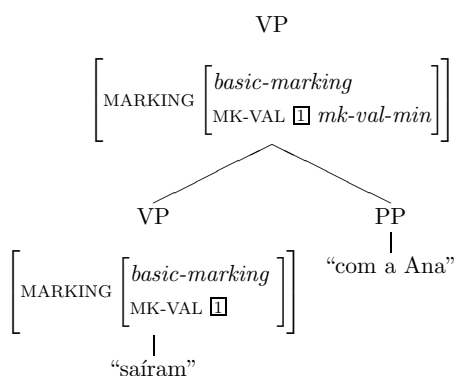 VP
basic-marking
MARKING MK-VAL 1 mk-val-min
VP PP
“com a Ana”
basic-marking
MARKING MK-VAL 1
“saíram”